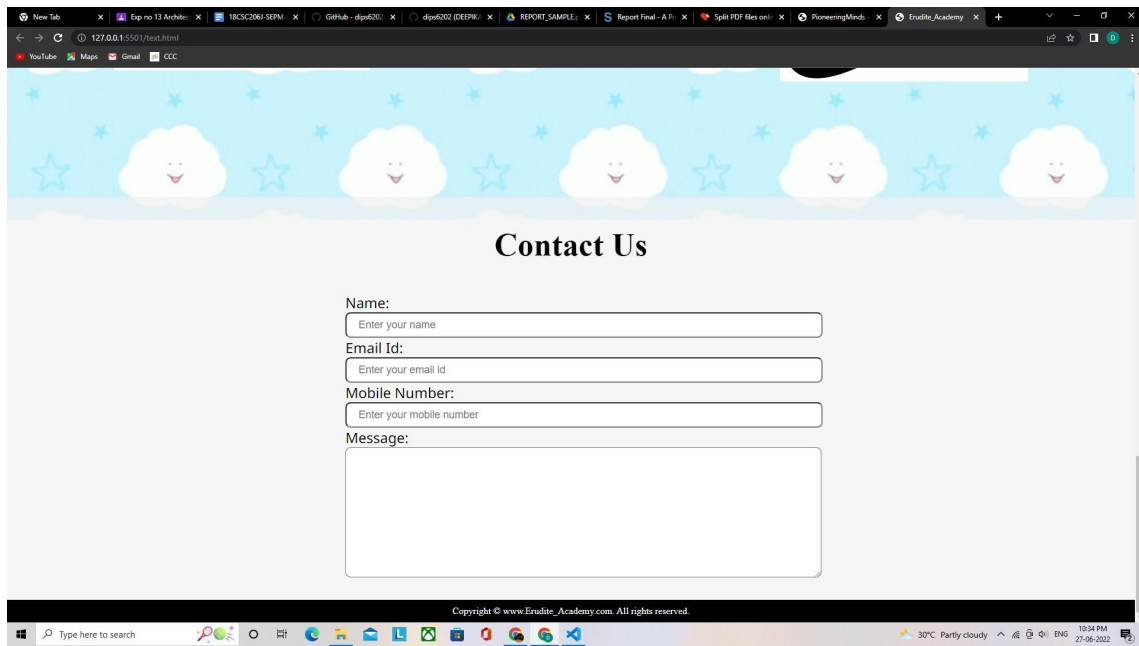 New Tab
Exp no 13 Architec
18CSC206J-SEPM-
GitHub - dips6202
dips6202 (DEEPIKA
REPORT_SAMPLE.p
Report Final - A Pr
Split PDF files onli
PioneeringMinds -
Erudite_Academy
127.0.0.1:5501/text.html
D
YouTube Maps Gmail CCC
Contact Us
Name:
Enter your name
Email Id:
Enter your email id
Mobile Number:
Enter your mobile number
Message:
Copyright © www.Erudite_Academy.com. All rights reserved.
Type here to search
30°C Partly cloudy
ENG
10:34 PM
27-06-2022
2